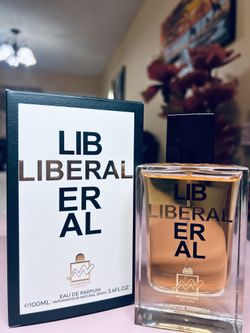 LIB
LIBERAL
ER
AL
EAU DE PARFUM
℮100ML VAPORISATEUR NATURAL SPRAY 3.4FL.OZ
LIB
LIBERAL
ER
AL